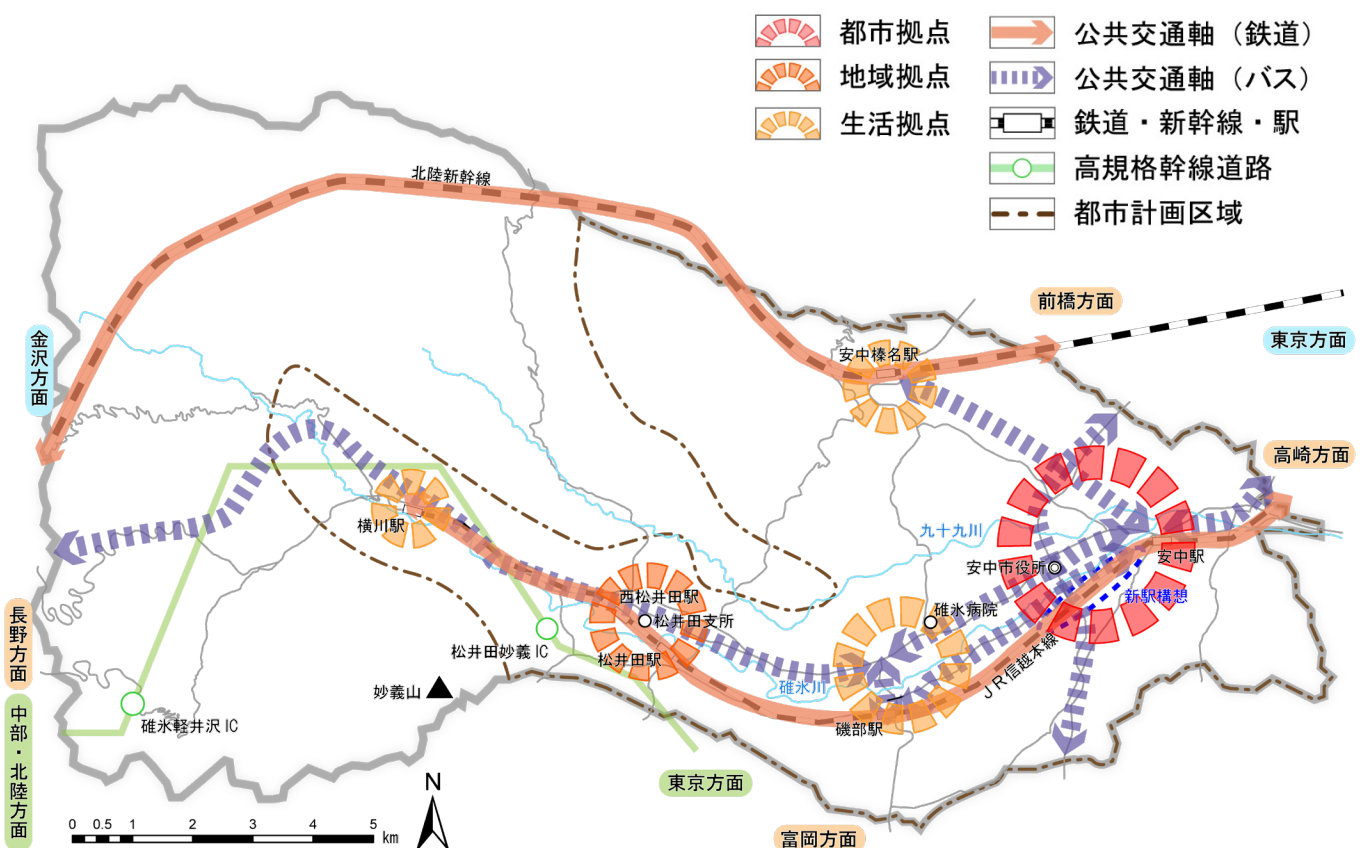 都市拠点
地域拠点
生活拠点
公共交通軸（鉄道）
公共交通軸（バス）
鉄道・新幹線・駅
高規格幹線道路
都市計画区域
北陸新幹線
前橋方面
東京方面
金沢方面
安中榛名駅
高崎方面
横川駅
九十九川
安中駅
安中市役所
新駅構想
西松井田駅
松井田支所
碓氷病院
長野方面
松井田妙義IC
松井田駅
妙義山
碓氷川
JR信越本線
磯部駅
碓氷軽井沢IC
中部・北陸方面
東京方面
富岡方面
N
0 0.5 1 2 3 4 5 km